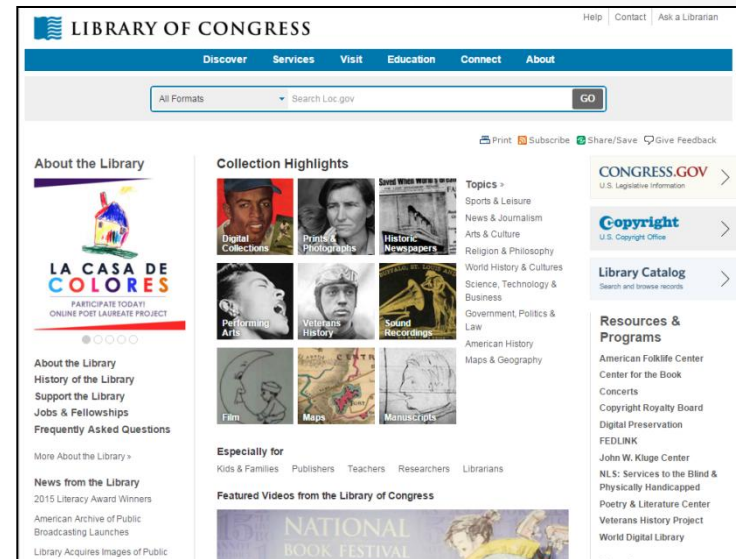 LIBRARY OF CONGRESS
Help Contact Ask a Librarian
Discover Services Visit Education Connect About
All Formats Search Loc.gov GO
Print Subscribe Share/Save Give Feedback
About the Library
LA CASA DE
COLORES
PARTICIPATE TODAY!
ONLINE POET LAUREATE PROJECT
About the Library
History of the Library
Support the Library
Jobs & Fellowships
Frequently Asked Questions
More About the Library »
News from the Library
2015 Literacy Award Winners
American Archive of Public
Broadcasting Launches
Library Acquires Images of Public
Collection Highlights
Digital
Collections
Prints &
Photographs
Historic
Newspapers
Performing
Arts
Veterans
History
Sound
Recordings
Film
Maps
Manuscripts
Topics »
Sports & Leisure
News & Journalism
Arts & Culture
Religion & Philosophy
World History & Cultures
Science, Technology &
Business
Government, Politics &
Law
American History
Maps & Geography
Especially for
Kids & Families Publishers Teachers Researchers Librarians
Featured Videos from the Library of Congress
NATIONAL
BOOK FESTIVAL
CONGRESS.GOV
U.S. Legislative Information
Copyright
U.S. Copyright Office
Library Catalog
Search and browse records
Resources &
Programs
American Folklife Center
Center for the Book
Concerts
Copyright Royalty Board
Digital Preservation
FEDLINK
John W. Kluge Center
NLS: Services to the Blind &
Physically Handicapped
Poetry & Literature Center
Veterans History Project
World Digital Library